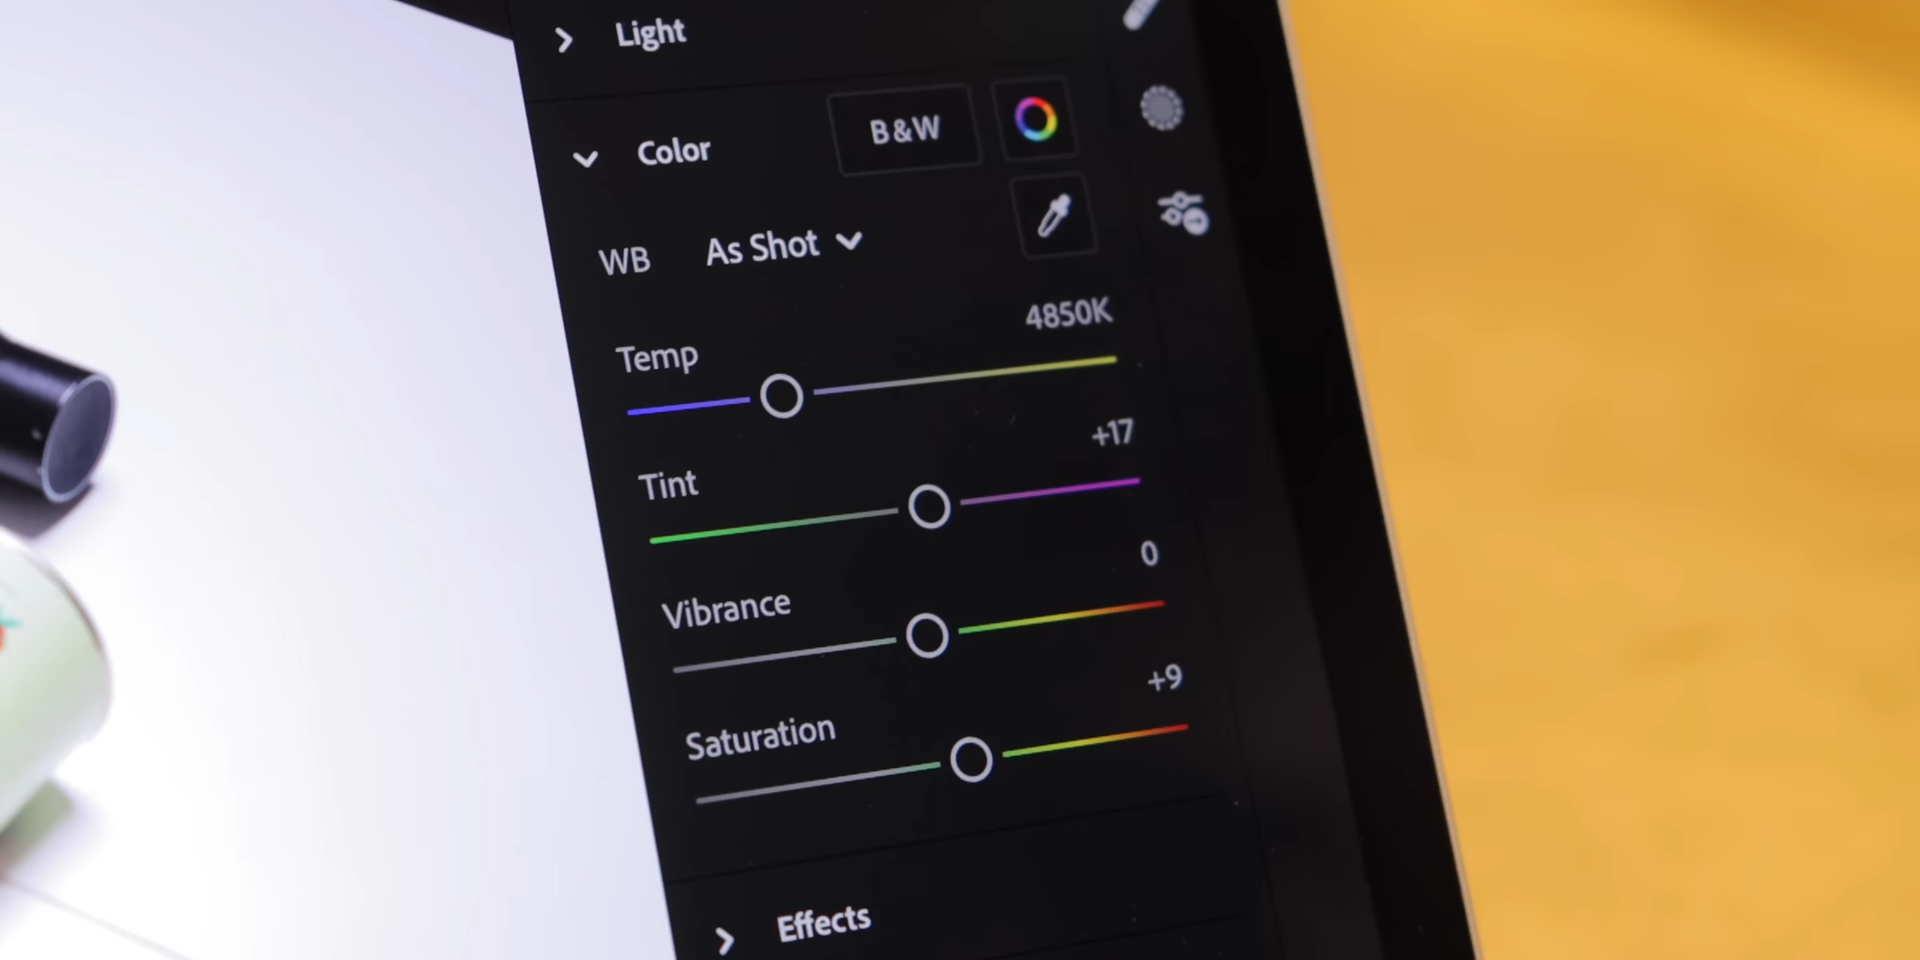 Light
Color
B&W
WB As Shot
Temp 4850K
Tint +17
Vibrance 0
Saturation +9
Effects